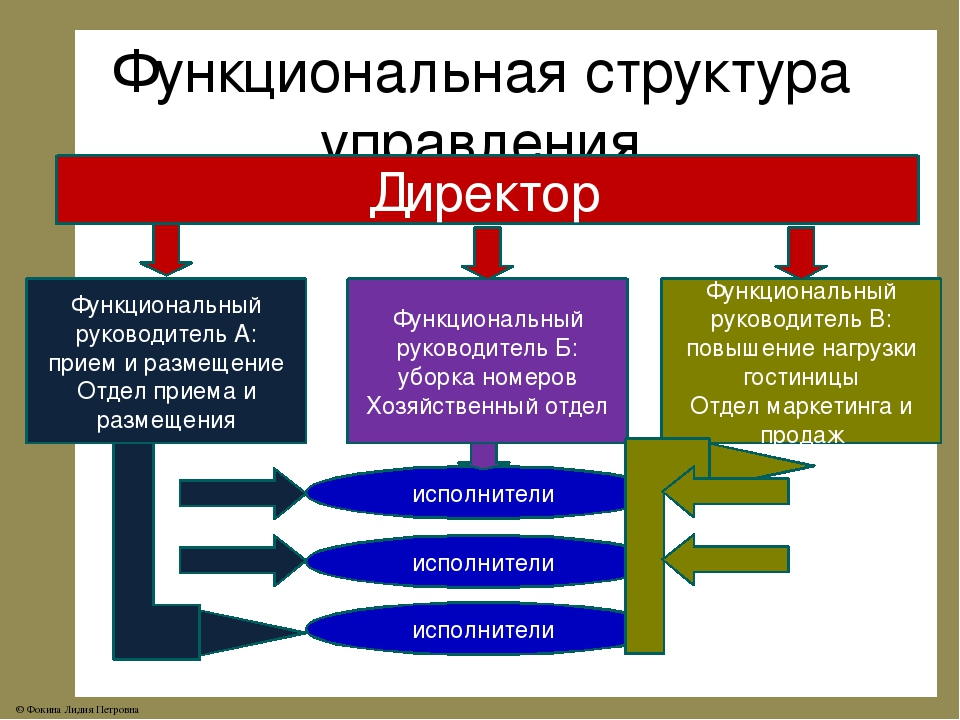 Функциональная структура
управления
Директор
Функциональный
руководитель А:
прием и размещение
Отдел приема и
размещения
Функциональный
руководитель Б:
уборка номеров
Хозяйственный отдел
Функциональный
руководитель В:
повышение нагрузки
гостиницы
Отдел маркетинга и
продаж
исполнители
исполнители
исполнители
© Фокина Лидия Петровна